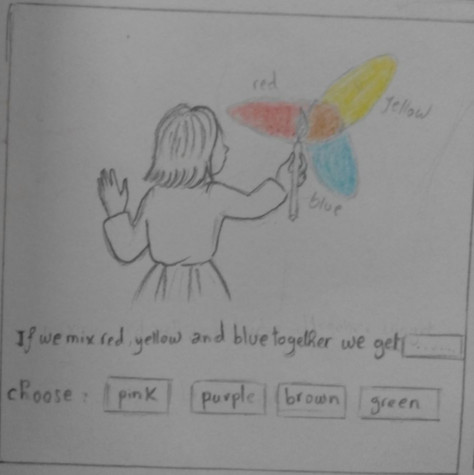 red
yellow
blue
If we mix red, yellow and blue together we get ........
choose : pink purple brown green